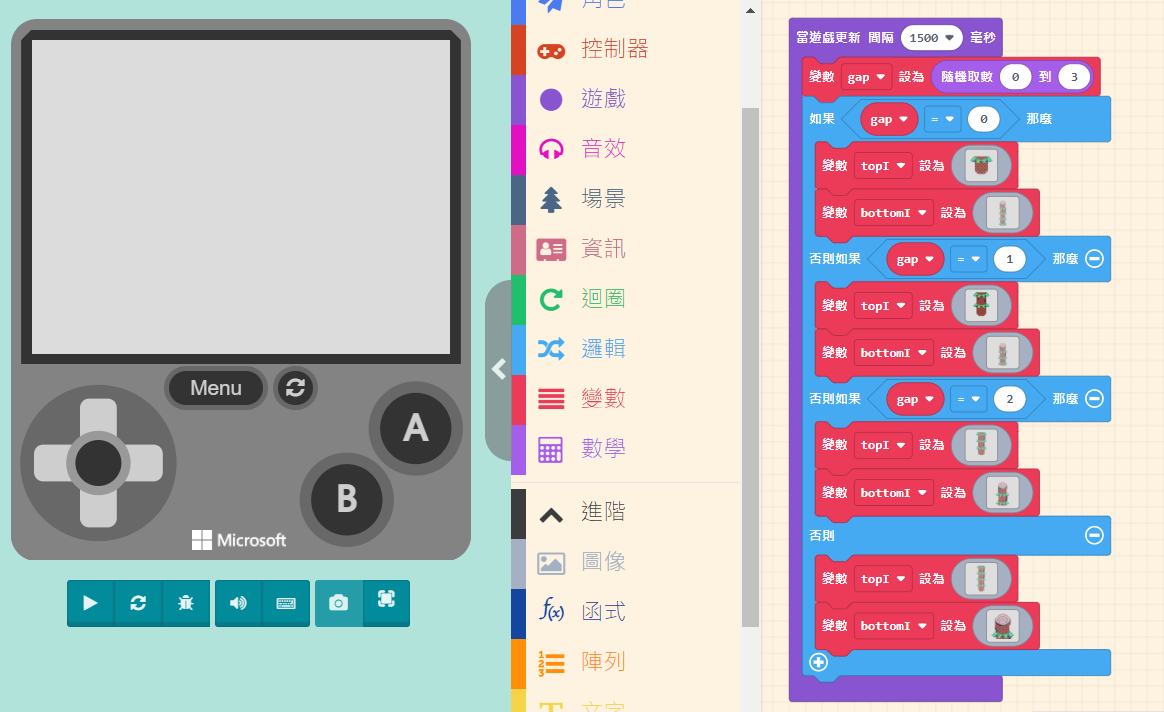 Menu
A
B
Microsoft
角色
控制器
遊戲
音效
場景
資訊
迴圈
邏輯
變數
數學
進階
圖像
f(x) 函式
陣列
文字
當遊戲更新 間隔 1500 毫秒
變數 gap 設為 隨機取數 0 到 3
如果 gap = 0 那麼
變數 topI 設為
變數 bottomI 設為
否則如果 gap = 1 那麼
變數 topI 設為
變數 bottomI 設為
否則如果 gap = 2 那麼
變數 topI 設為
變數 bottomI 設為
否則
變數 topI 設為
變數 bottomI 設為